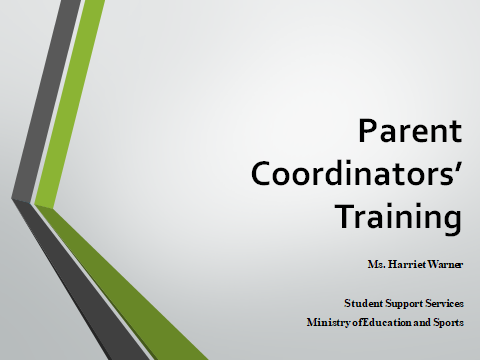 Parent
Coordinators’
Training
Ms. Harriet Warner
Student Support Services
Ministry of Education and Sports